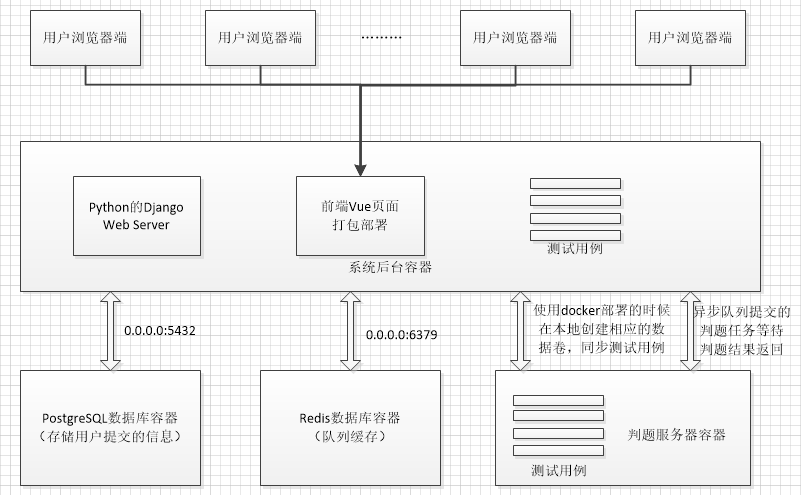 用户浏览器端
用户浏览器端
………
用户浏览器端
用户浏览器端
Python的Django
Web Server
前端Vue页面
打包部署
测试用例
系统后台容器
0.0.0.0:5432
0.0.0.0:6379
使用docker部署的时候
在本地创建相应的数
据卷，同步测试用例
异步队列提交的
判题任务等待
判题结果返回
PostgreSQL数据库容器
（存储用户提交的信息）
Redis数据库容器
（队列缓存）
测试用例
判题服务器容器